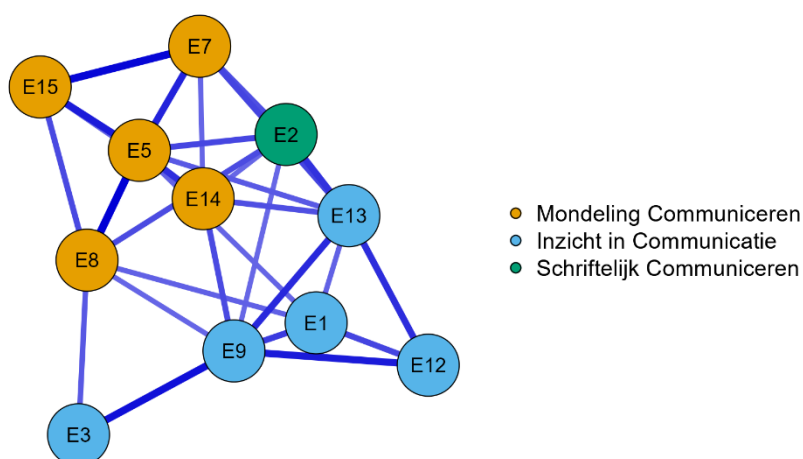 E7
E15
E2
E5
E14
E13
E8
E1
E9
E12
E3
Mondeling Communiceren
Inzicht in Communicatie
Schriftelijk Communiceren